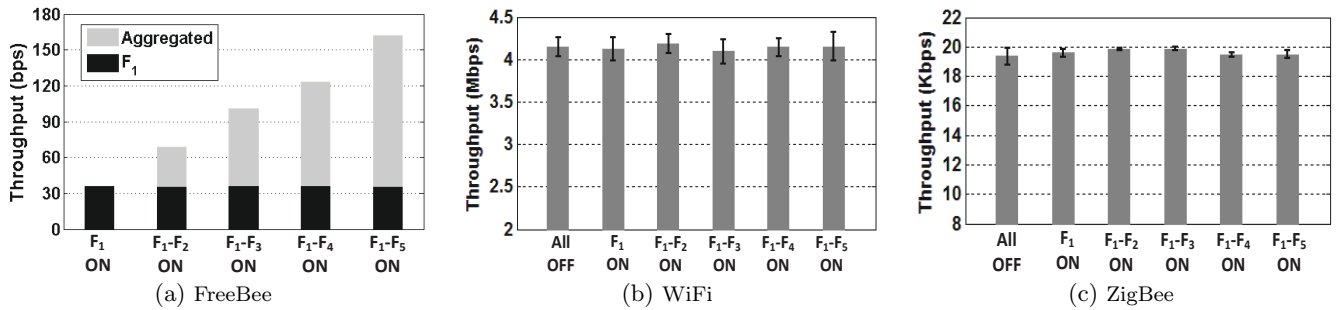 Throughput (bps)
180
150
120
90
60
30
0
Aggregated
F1
F1 ON
F1-F2 ON
F1-F3 ON
F1-F4 ON
F1-F5 ON
(a) FreeBee
Throughput (Mbps)
5
4.5
4
3.5
3
2.5
2
All OFF
F1 ON
F1-F2 ON
F1-F3 ON
F1-F4 ON
F1-F5 ON
(b) WiFi
Throughput (Kbps)
22
20
18
16
14
12
10
8
All OFF
F1 ON
F1-F2 ON
F1-F3 ON
F1-F4 ON
F1-F5 ON
(c) ZigBee